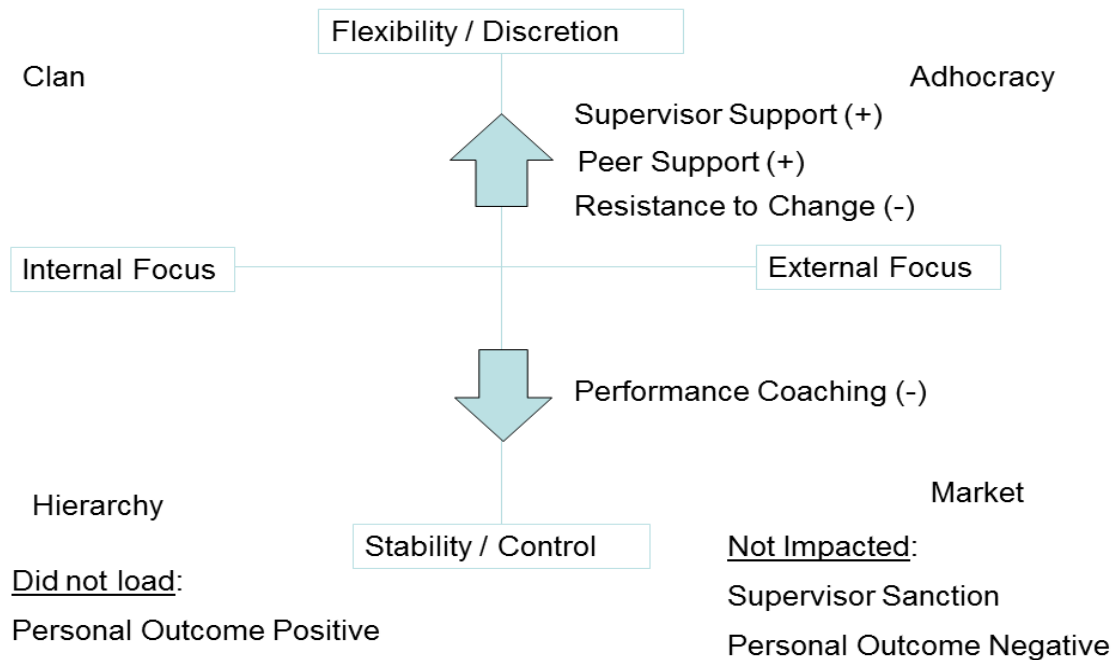 Flexibility / Discretion
Clan
Adhocracy
Supervisor Support (+)
Peer Support (+)
Resistance to Change (-)
Internal Focus
External Focus
Performance Coaching (-)
Hierarchy
Market
Stability / Control
Not Impacted:
Did not load:
Supervisor Sanction
Personal Outcome Positive
Personal Outcome Negative